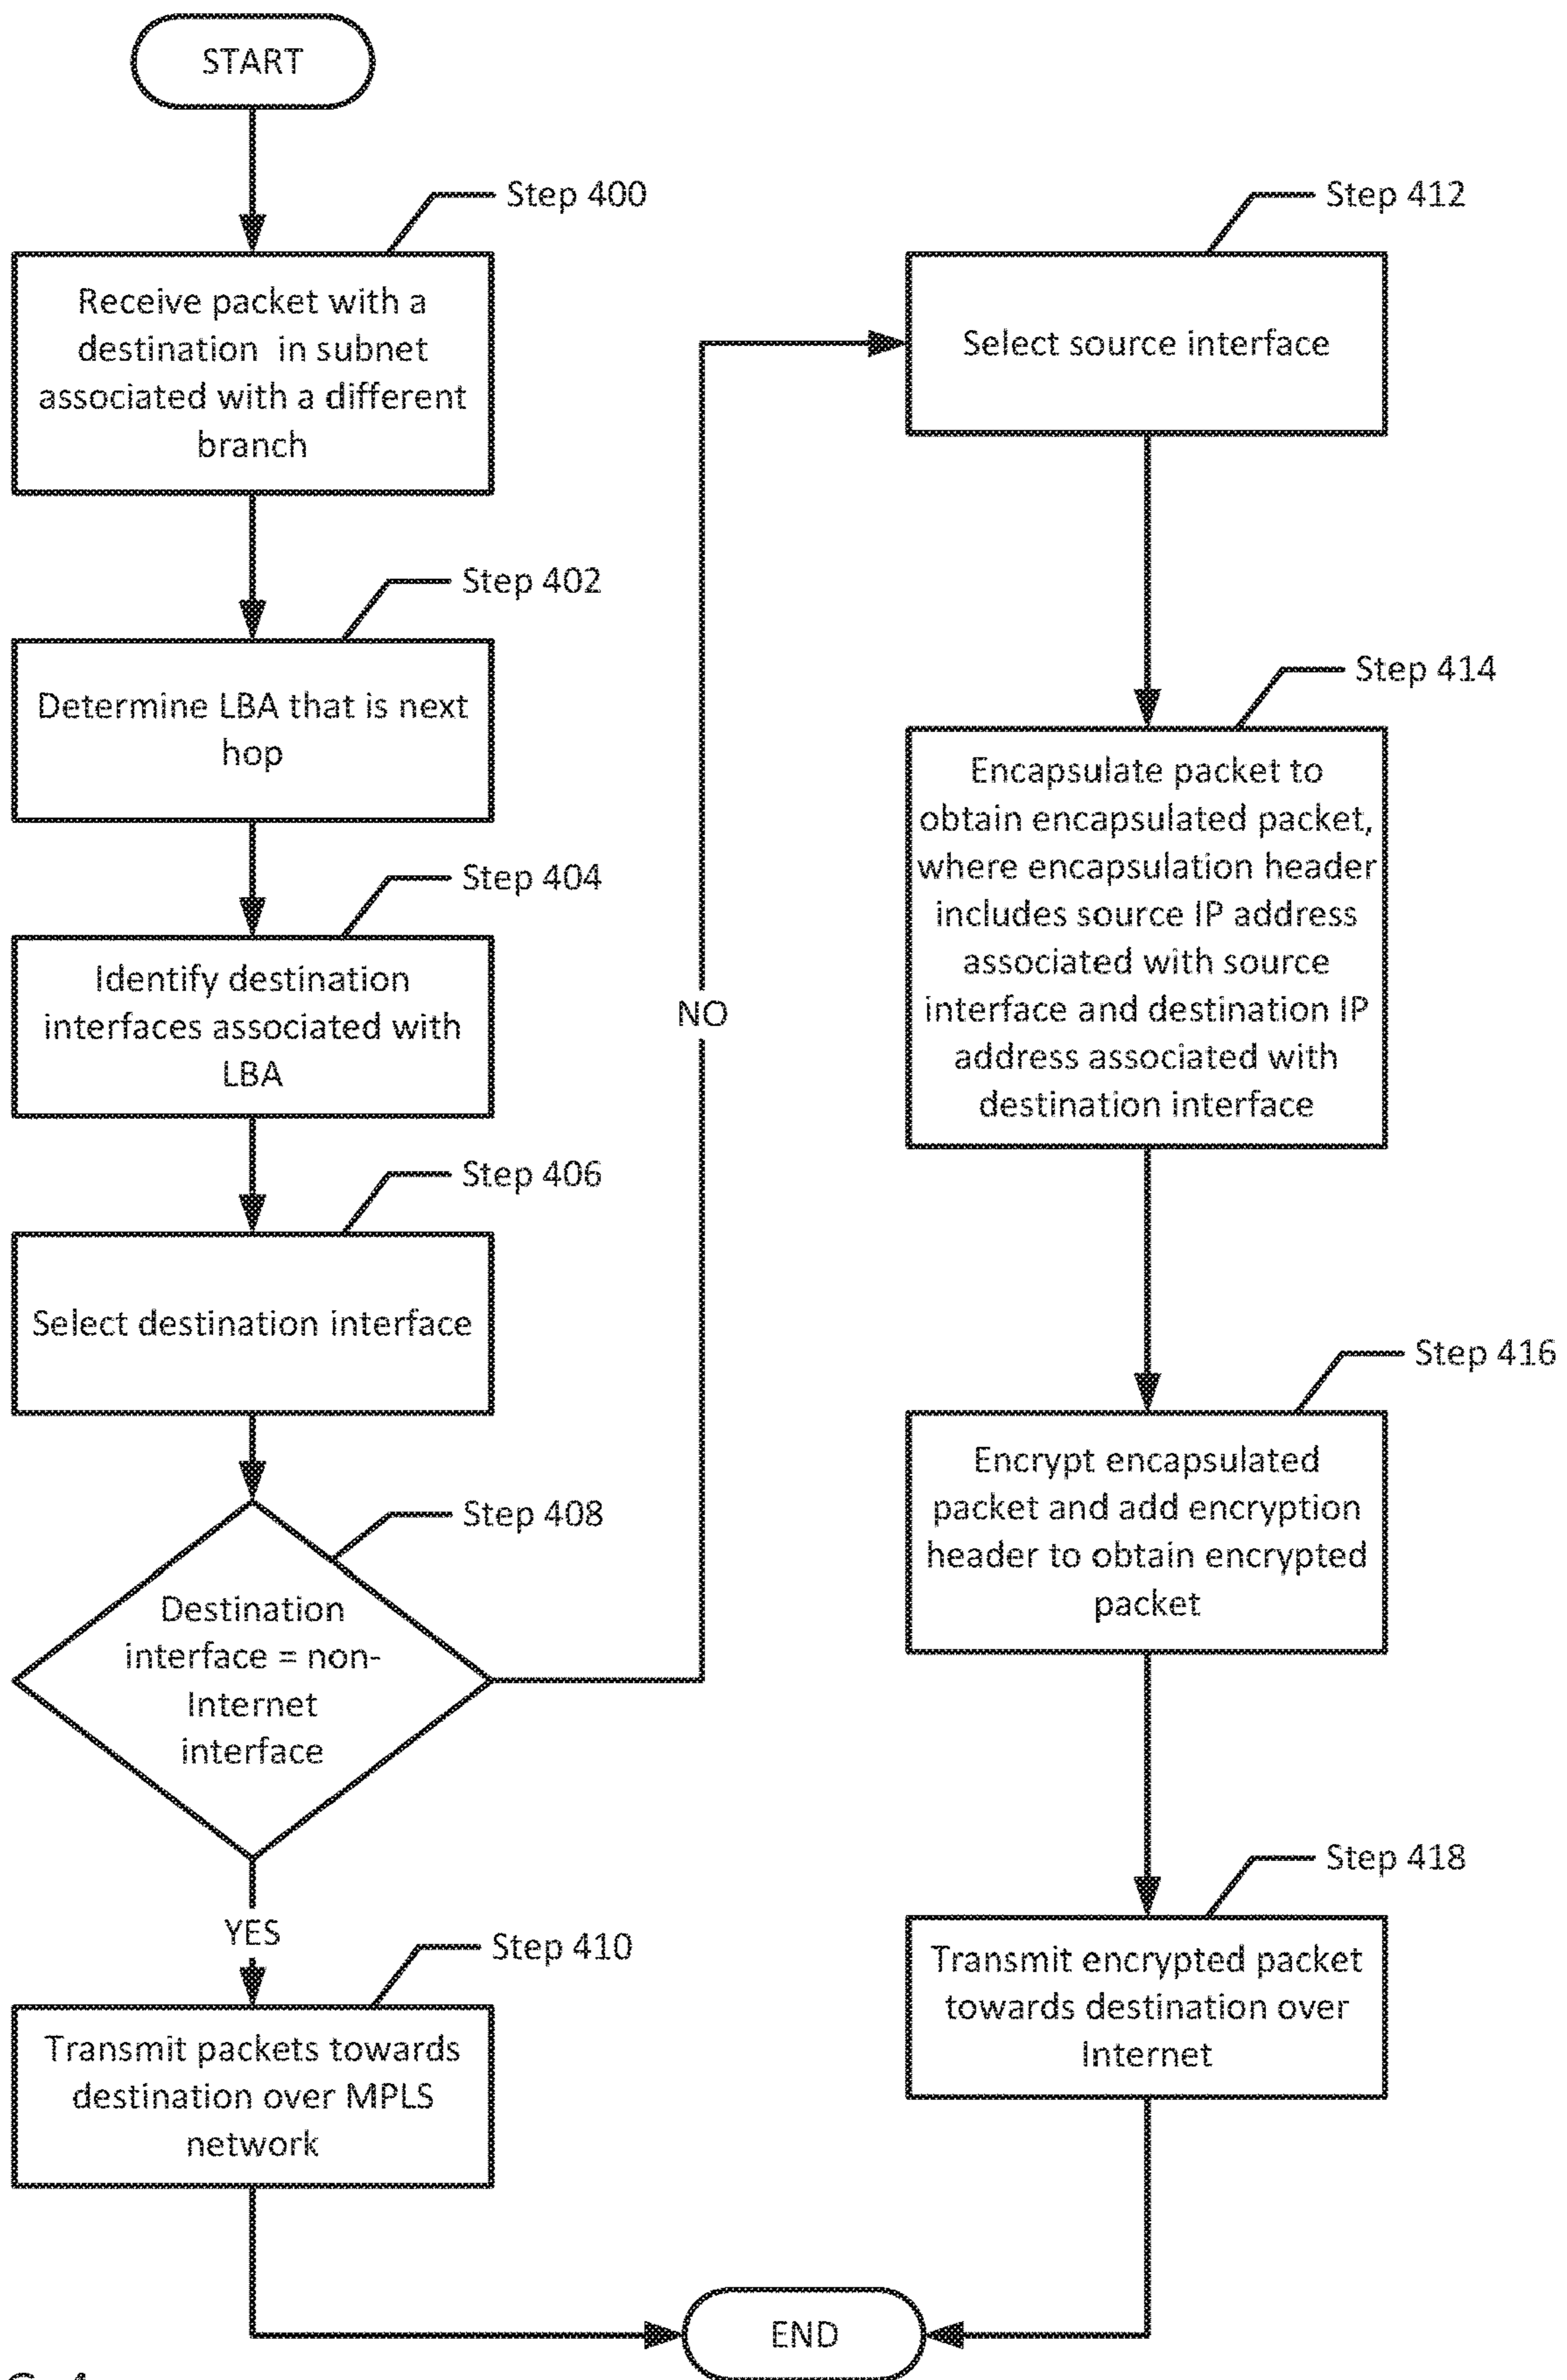 START
Step 400
Receive packet with a
destination in subnet
associated with a different
branch
Step 402
Determine LBA that is next
hop
Step 404
Identify destination
interfaces associated with
LBA
Step 406
Select destination interface
Step 408
Destination
interface = non-
Internet
interface
NO
YES
Step 410
Transmit packets towards
destination over MPLS
network
Step 412
Select source interface
Step 414
Encapsulate packet to
obtain encapsulated packet,
where encapsulation header
includes source IP address
associated with source
interface and destination IP
address associated with
destination interface
Step 416
Encrypt encapsulated
packet and add encryption
header to obtain encrypted
packet
Step 418
Transmit encrypted packet
towards destination over
Internet
END